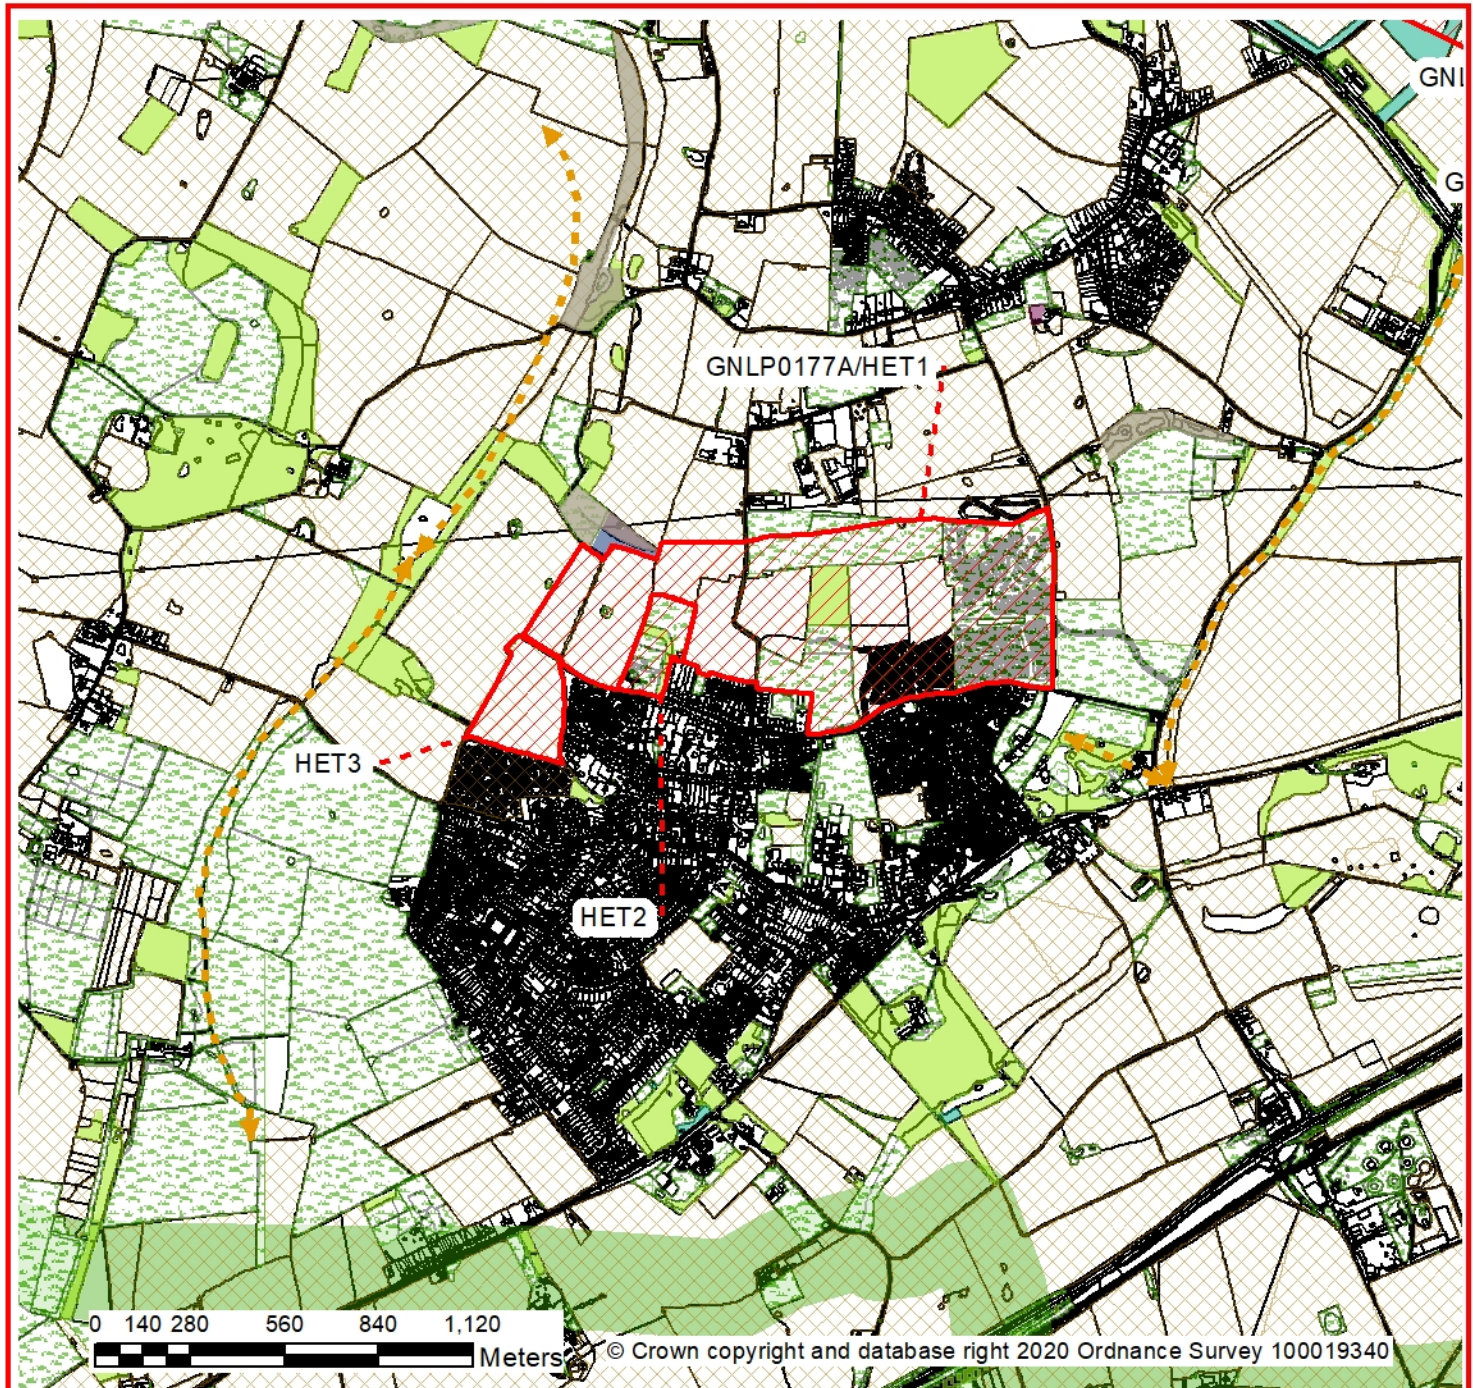 GNL
G
GNLP0177A/HET1
HET3
HET2
0 140 280 560 840 1,120
Meters
© Crown copyright and database right 2020 Ordnance Survey 100019340